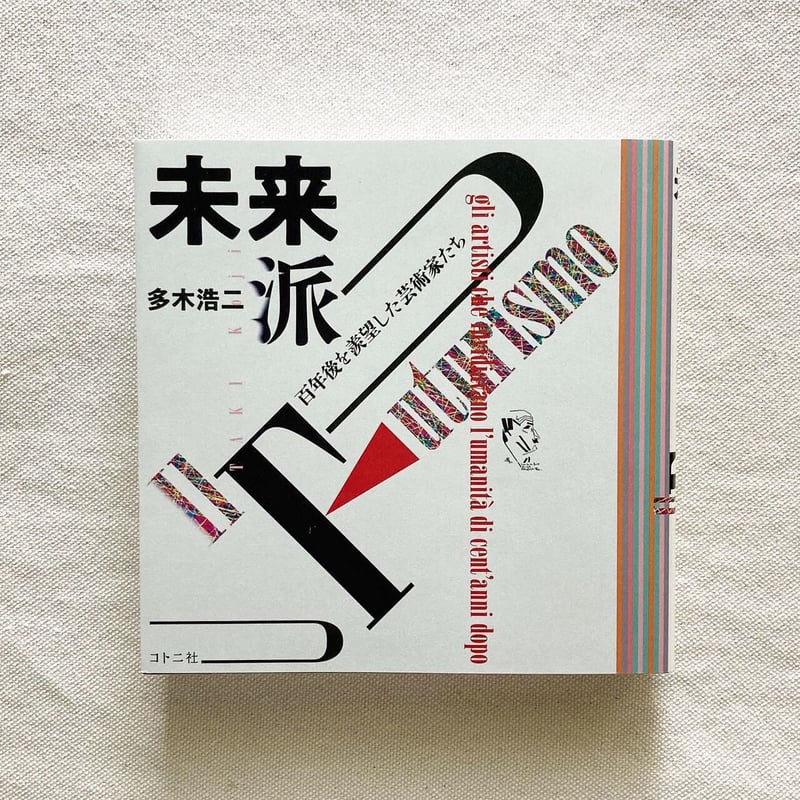 未来
派
多木浩二
TAKI Koji
百年後を羨望した芸術家たち
Il Futurismo
gli artisti che invidiavano l'umanità di cent'anni dopo
コトニ社